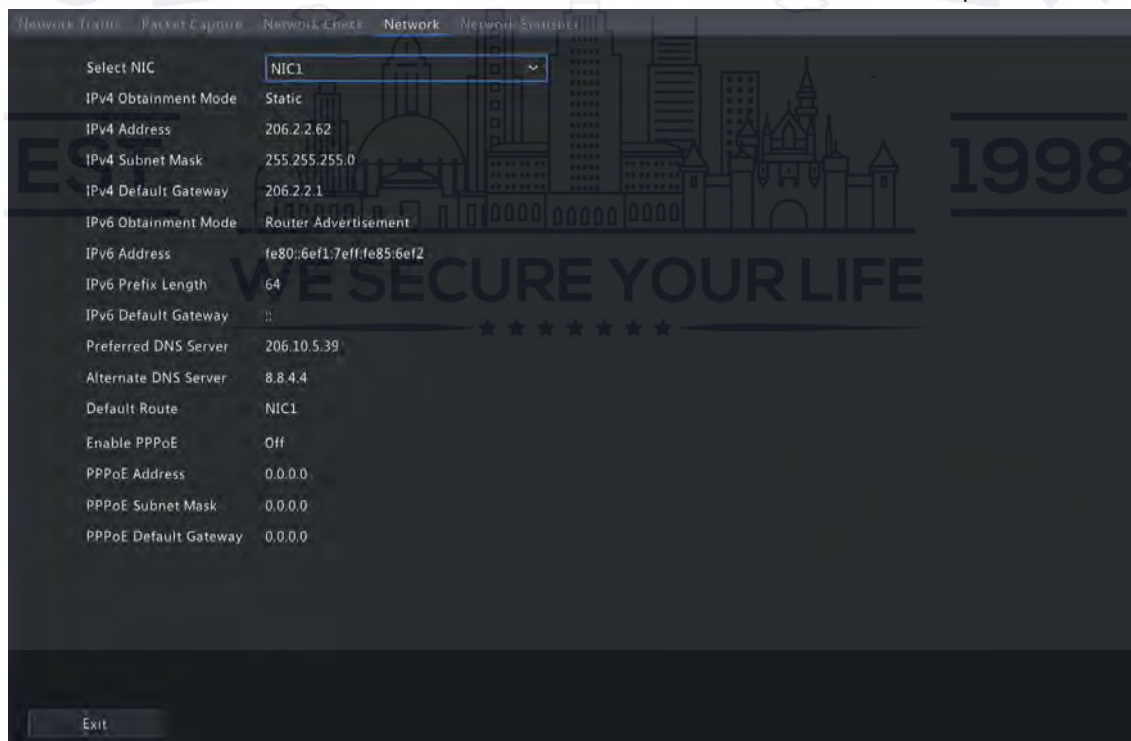 Network Traffic Packet Capture Network Check Network Network Statistics
Select NIC NIC1
IPv4 Obtainment Mode Static
IPv4 Address 206.2.2.62
IPv4 Subnet Mask 255.255.255.0
IPv4 Default Gateway 206.2.2.1
IPv6 Obtainment Mode Router Advertisement
IPv6 Address fe80::6ef1:7eff:fe85:6ef2
IPv6 Prefix Length 64
IPv6 Default Gateway ::
Preferred DNS Server 206.10.5.39
Alternate DNS Server 8.8.4.4
Default Route NIC1
Enable PPPoE Off
PPPoE Address 0.0.0.0
PPPoE Subnet Mask 0.0.0.0
PPPoE Default Gateway 0.0.0.0
Exit
EST 1998
WE SECURE YOUR LIFE